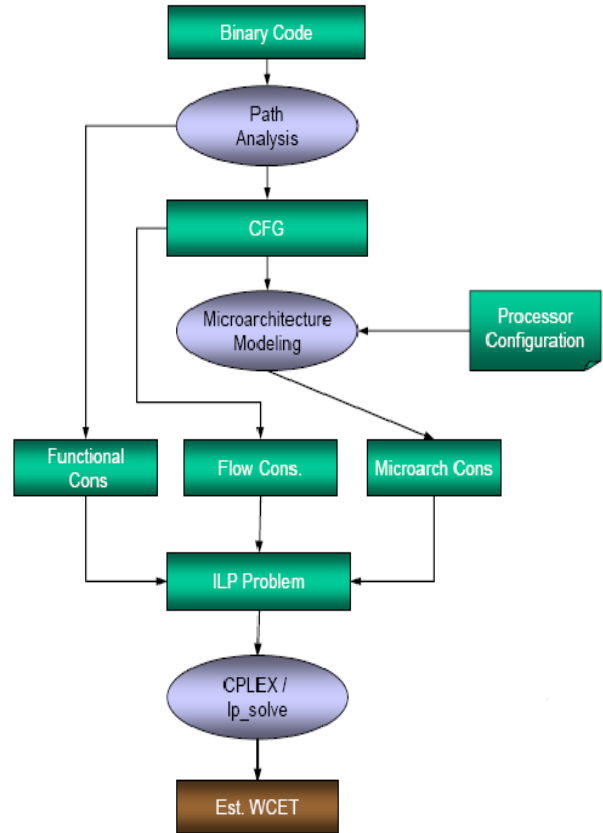 Binary Code
Path
Analysis
CFG
Microarchitecture
Modeling
Processor
Configuration
Functional
Cons
Flow Cons.
Microarch Cons
ILP Problem
CPLEX /
lp_solve
Est. WCET